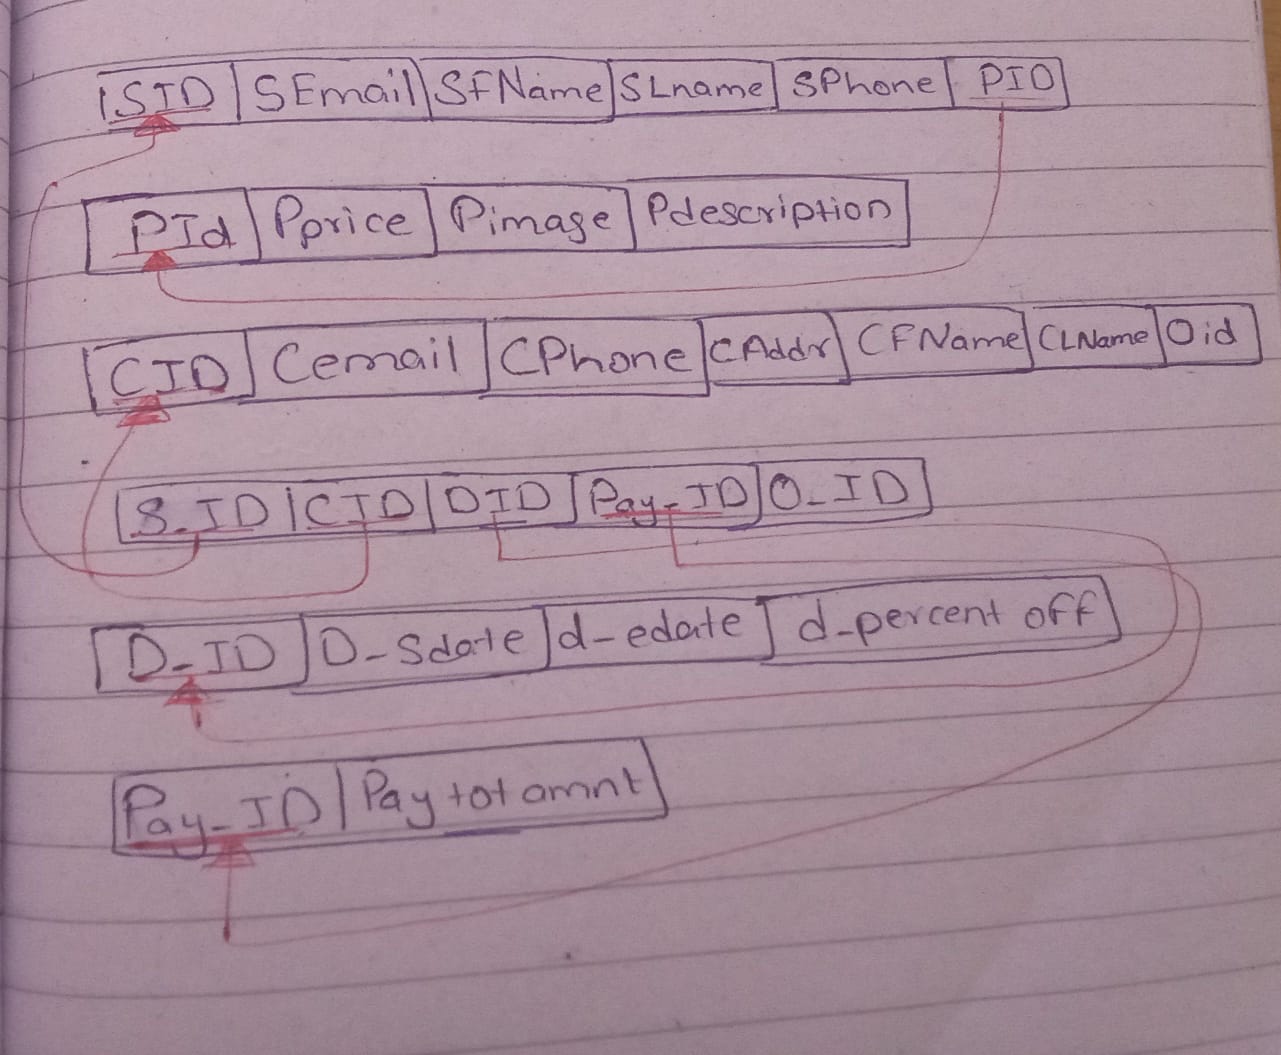 SID SEmail SFName SLname SPhone PID
PId Pprice Pimage Pdescription
CID Cemail CPhone CAddr CFName CLName Oid
S_ID CID DID Pay_ID O_ID
D_ID D_Sdate d_edate d_percent off
Pay_ID Pay tot amnt